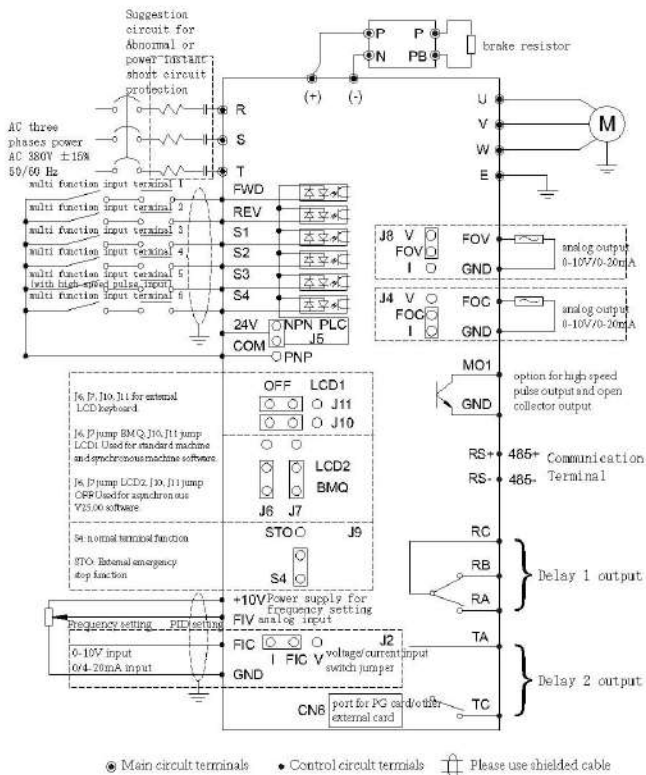 Suggestion
circuit for
Abnormal or
power instant
short circuit
protection
P P
N PB
brake resistor
(+) (-)
R
S
T
AC three
phases power
AC 380V ±15%
50/60 Hz
U
V
W
E
M
multi function input terminal 1
multi function input terminal 2
multi function input terminal 3
multi function input terminal 4
multi function input terminal 5
(with high-speed pulse input)
multi function input terminal 6
FWD
REV
S1
S2
S3
S4
24V
COM
NPN PLC
J5
PNP
J8 V
FOV
I
FOV
GND
analog output
0-10V/0-20mA
J4 V
FOC
I
FOC
GND
analog output
0-10V/0-20mA
MO1
GND
option for high speed
pulse output and open
collector output
RS+ 485+
RS- 485-
Communication
Terminal
J6, J7, J10, J11 for external
LCD keyboard.
J6, J7 jump BMQ, J10, J11 jump
LCD1 Used for standard machine
and synchronous machine software.
J6, J7 jump LCD2, J10, J11 jump
OFF Used for asynchronous
V25.00 software.
OFF LCD1
J11
J10
LCD2
BMQ
J6 J7
S4: normal terminal function
STO: External emergency
stop function
STO J9
S4
RC
RB
RA
Delay 1 output
+10V Power supply for
frequency setting
FIV analog input
Frequency setting PID setting
0-10V input
0/4-20mA input
FIC
GND
I FIC V
J2
voltage/current input
switch jumper
TA
TC
Delay 2 output
CN6
port for PG card/other
external card
Main circuit terminals Control circuit termials Please use shielded cable